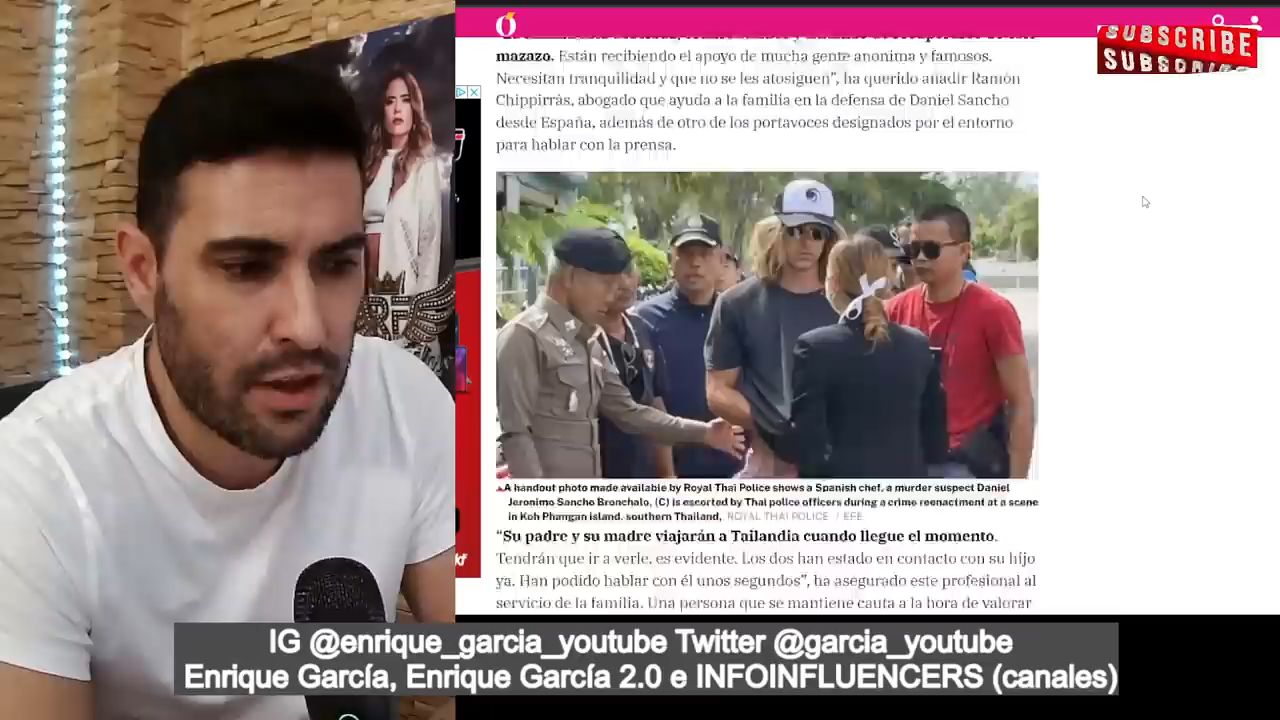 SUBSCRIBE
SUBSCRIBE
mazazo. Están recibiendo el apoyo de mucha gente anonima y famosos.
Necesitan tranquilidad y que no se les atosiguen”, ha querido añadir Ramón
Chippirrás, abogado que ayuda a la familia en la defensa de Daniel Sancho
desde España, además de otro de los portavoces designados por el entorno
para hablar con la prensa.
A handout photo made available by Royal Thai Police shows a Spanish chef, a murder suspect Daniel
Jeronimo Sancho Bronchalo, (C) is escorted by Thai police officers during a crime reenactment at a scene
in Koh Phangan island, southern Thailand, ROYAL THAI POLICE / EFE
“Su padre y su madre viajarán a Tailandia cuando llegue el momento.
Tendrán que ir a verle, es evidente. Los dos han estado en contacto con su hijo
ya. Han podido hablar con él unos segundos”, ha asegurado este profesional al
servicio de la familia. Una persona que se mantiene cauta a la hora de valorar
IG @enrique_garcia_youtube Twitter @garcia_youtube
Enrique García, Enrique García 2.0 e INFOINFLUENCERS (canales)